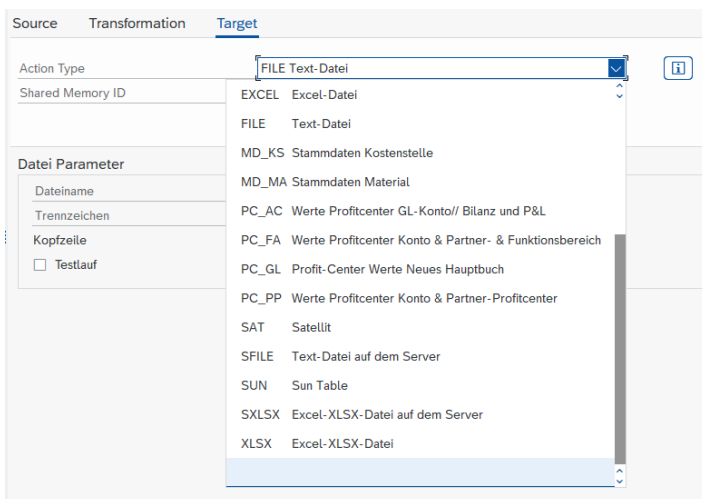 Source Transformation Target
Action Type FILE Text-Datei
Shared Memory ID
EXCEL Excel-Datei
FILE Text-Datei
MD_KS Stammdaten Kostenstelle
MD_MA Stammdaten Material
PC_AC Werte Profitcenter GL-Konto// Bilanz und P&L
PC_FA Werte Profitcenter Konto & Partner- & Funktionsbereich
PC_GL Profit-Center Werte Neues Hauptbuch
PC_PP Werte Profitcenter Konto & Partner-Profitcenter
SAT Satellit
SFILE Text-Datei auf dem Server
SUN Sun Table
SXLSX Excel-XLSX-Datei auf dem Server
XLSX Excel-XLSX-Datei
Datei Parameter
Dateiname
Trennzeichen
Kopfzeile
Testlauf